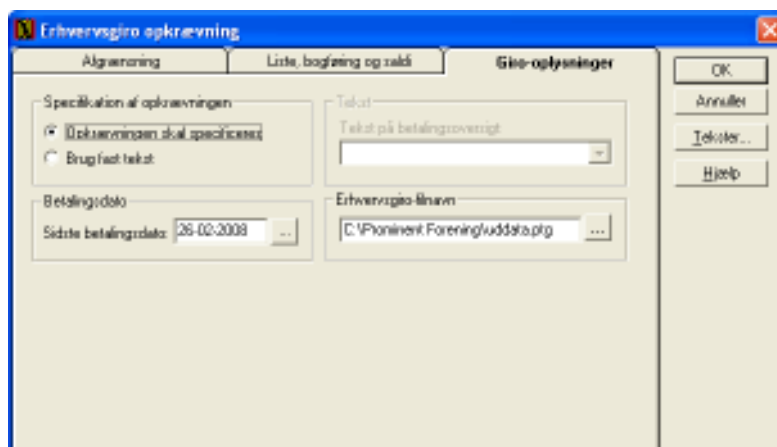 Erhvervsgiro opkrævning
Afgrænsning
Liste, bogføring og saldi
Giro-oplysninger
OK
Annuller
Tekster...
Hjælp
Specifikation af opkrævningen
Opkrævningen skal specificeres
Brug fast tekst
Tekst
Tekst på betalingsoversigt
Betalingsdato
Sidste betalingsdato: 26-02-2008 ...
Erhvervsgiro-filnavn
C:\Prominent Forening\uddata.pbg ...